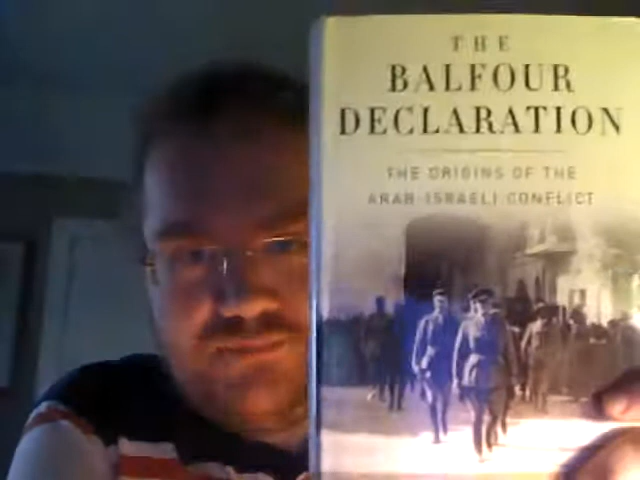 THE
BALFOUR
DECLARATION
THE ORIGINS OF THE
ARAB-ISRAELI CONFLICT